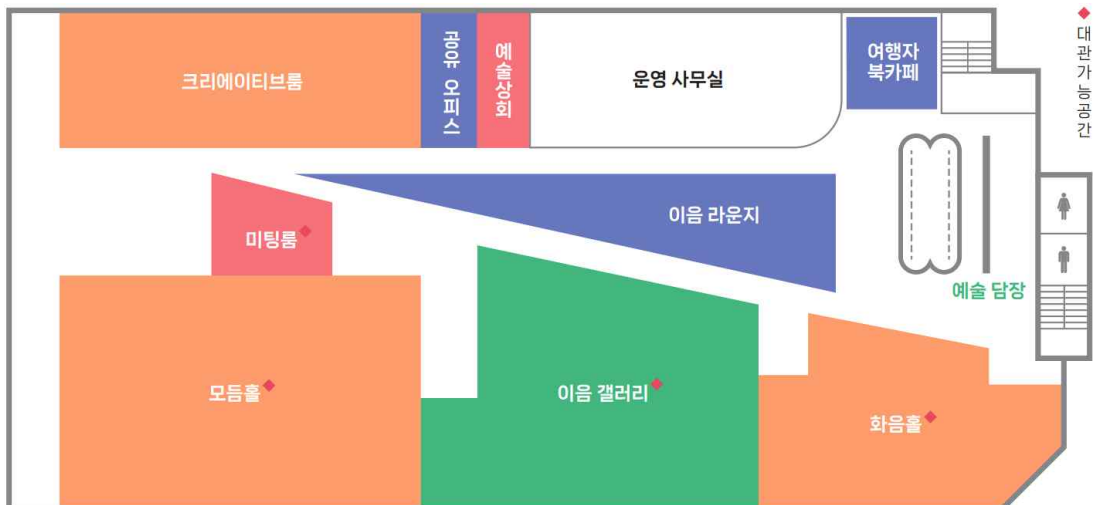 크리에이티브룸
공유 오피스
예술상회
운영 사무실
여행자
북카페
◆ 대관가능공간
미팅룸◆
이음 라운지
예술 담장
모듬홀◆
이음 갤러리◆
화음홀◆